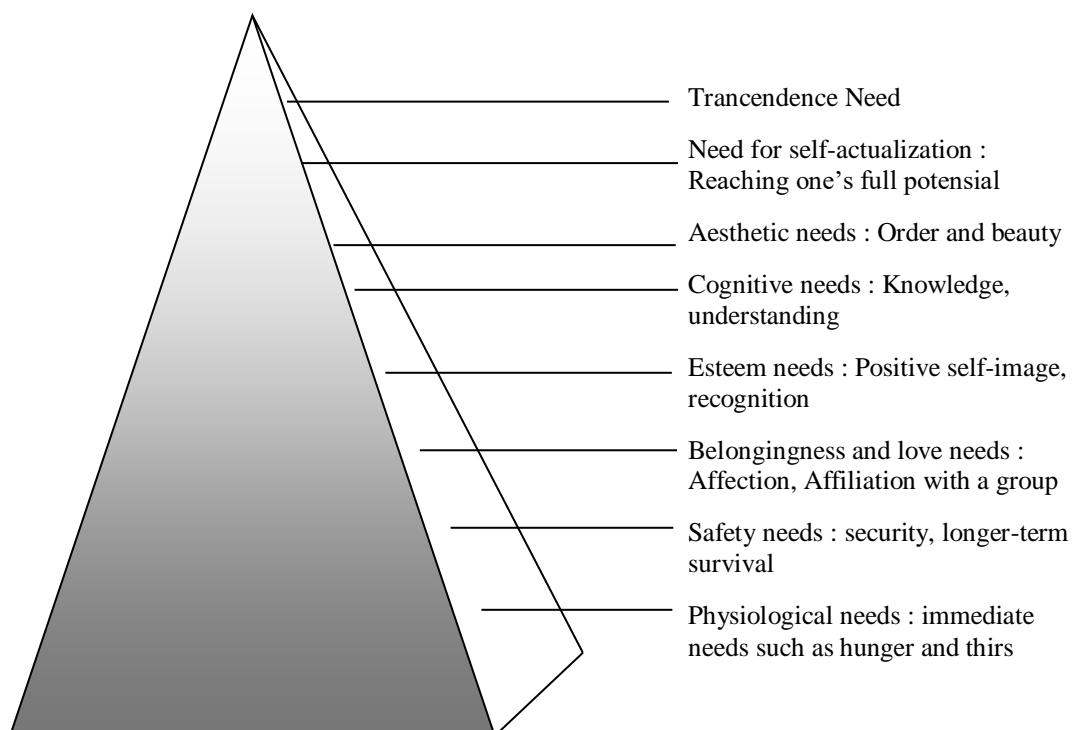 Trancendence Need
Need for self-actualization :
Reaching one’s full potensial
Aesthetic needs : Order and beauty
Cognitive needs : Knowledge,
understanding
Esteem needs : Positive self-image,
recognition
Belongingness and love needs :
Affection, Affiliation with a group
Safety needs : security, longer-term
survival
Physiological needs : immediate
needs such as hunger and thirs